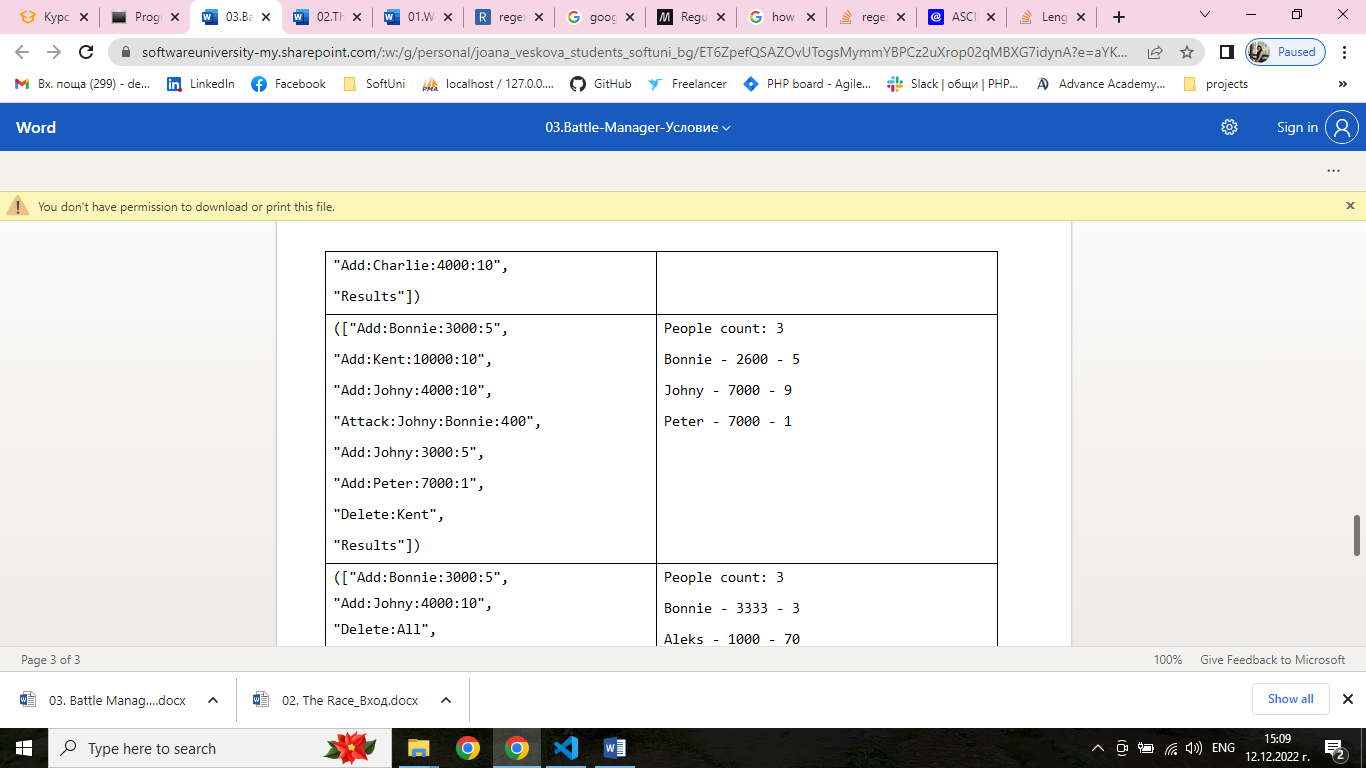 Курс
Progr
03.Ba
02.Th
01.W
regex
goog
Regu
how
regex
ASCI
Leng
softwareuniversity-my.sharepoint.com/:w:/g/personal/joana_veskova_students_softuni_bg/ET6ZpefQSAZOvUTogsMymmYBPCz2uXrop02qMBXG7idynA?e=aYK...
Paused
Вх. поща (299) - de...
LinkedIn
Facebook
SoftUni
localhost / 127.0.0....
GitHub
Freelancer
PHP board - Agile...
Slack | общи | PHP...
Advance Academy...
projects
»
Word
03.Battle-Manager-Условие
Sign in
...
You don't have permission to download or print this file.
"Add:Charlie:4000:10",
"Results"])
(["Add:Bonnie:3000:5",
"Add:Kent:10000:10",
"Add:Johny:4000:10",
"Attack:Johny:Bonnie:400",
"Add:Johny:3000:5",
"Add:Peter:7000:1",
"Delete:Kent",
"Results"])
People count: 3
Bonnie - 2600 - 5
Johny - 7000 - 9
Peter - 7000 - 1
(["Add:Bonnie:3000:5",
"Add:Johny:4000:10",
"Delete:All",
People count: 3
Bonnie - 3333 - 3
Aleks - 1000 - 70
Page 3 of 3
100%
Give Feedback to Microsoft
03. Battle Manag....docx
02. The Race_Вход.docx
Show all
Type here to search
ENG
15:09
12.12.2022 г.
2